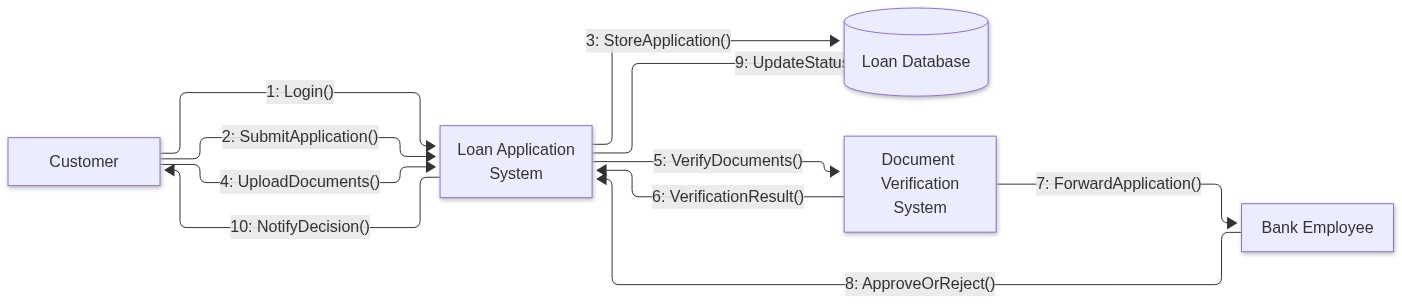 3: StoreApplication()
9: UpdateStatus
Loan Database
1: Login()
2: SubmitApplication()
Customer
4: UploadDocuments()
10: NotifyDecision()
Loan Application
System
5: VerifyDocuments()
6: VerificationResult()
Document
Verification
System
7: ForwardApplication()
Bank Employee
8: ApproveOrReject()